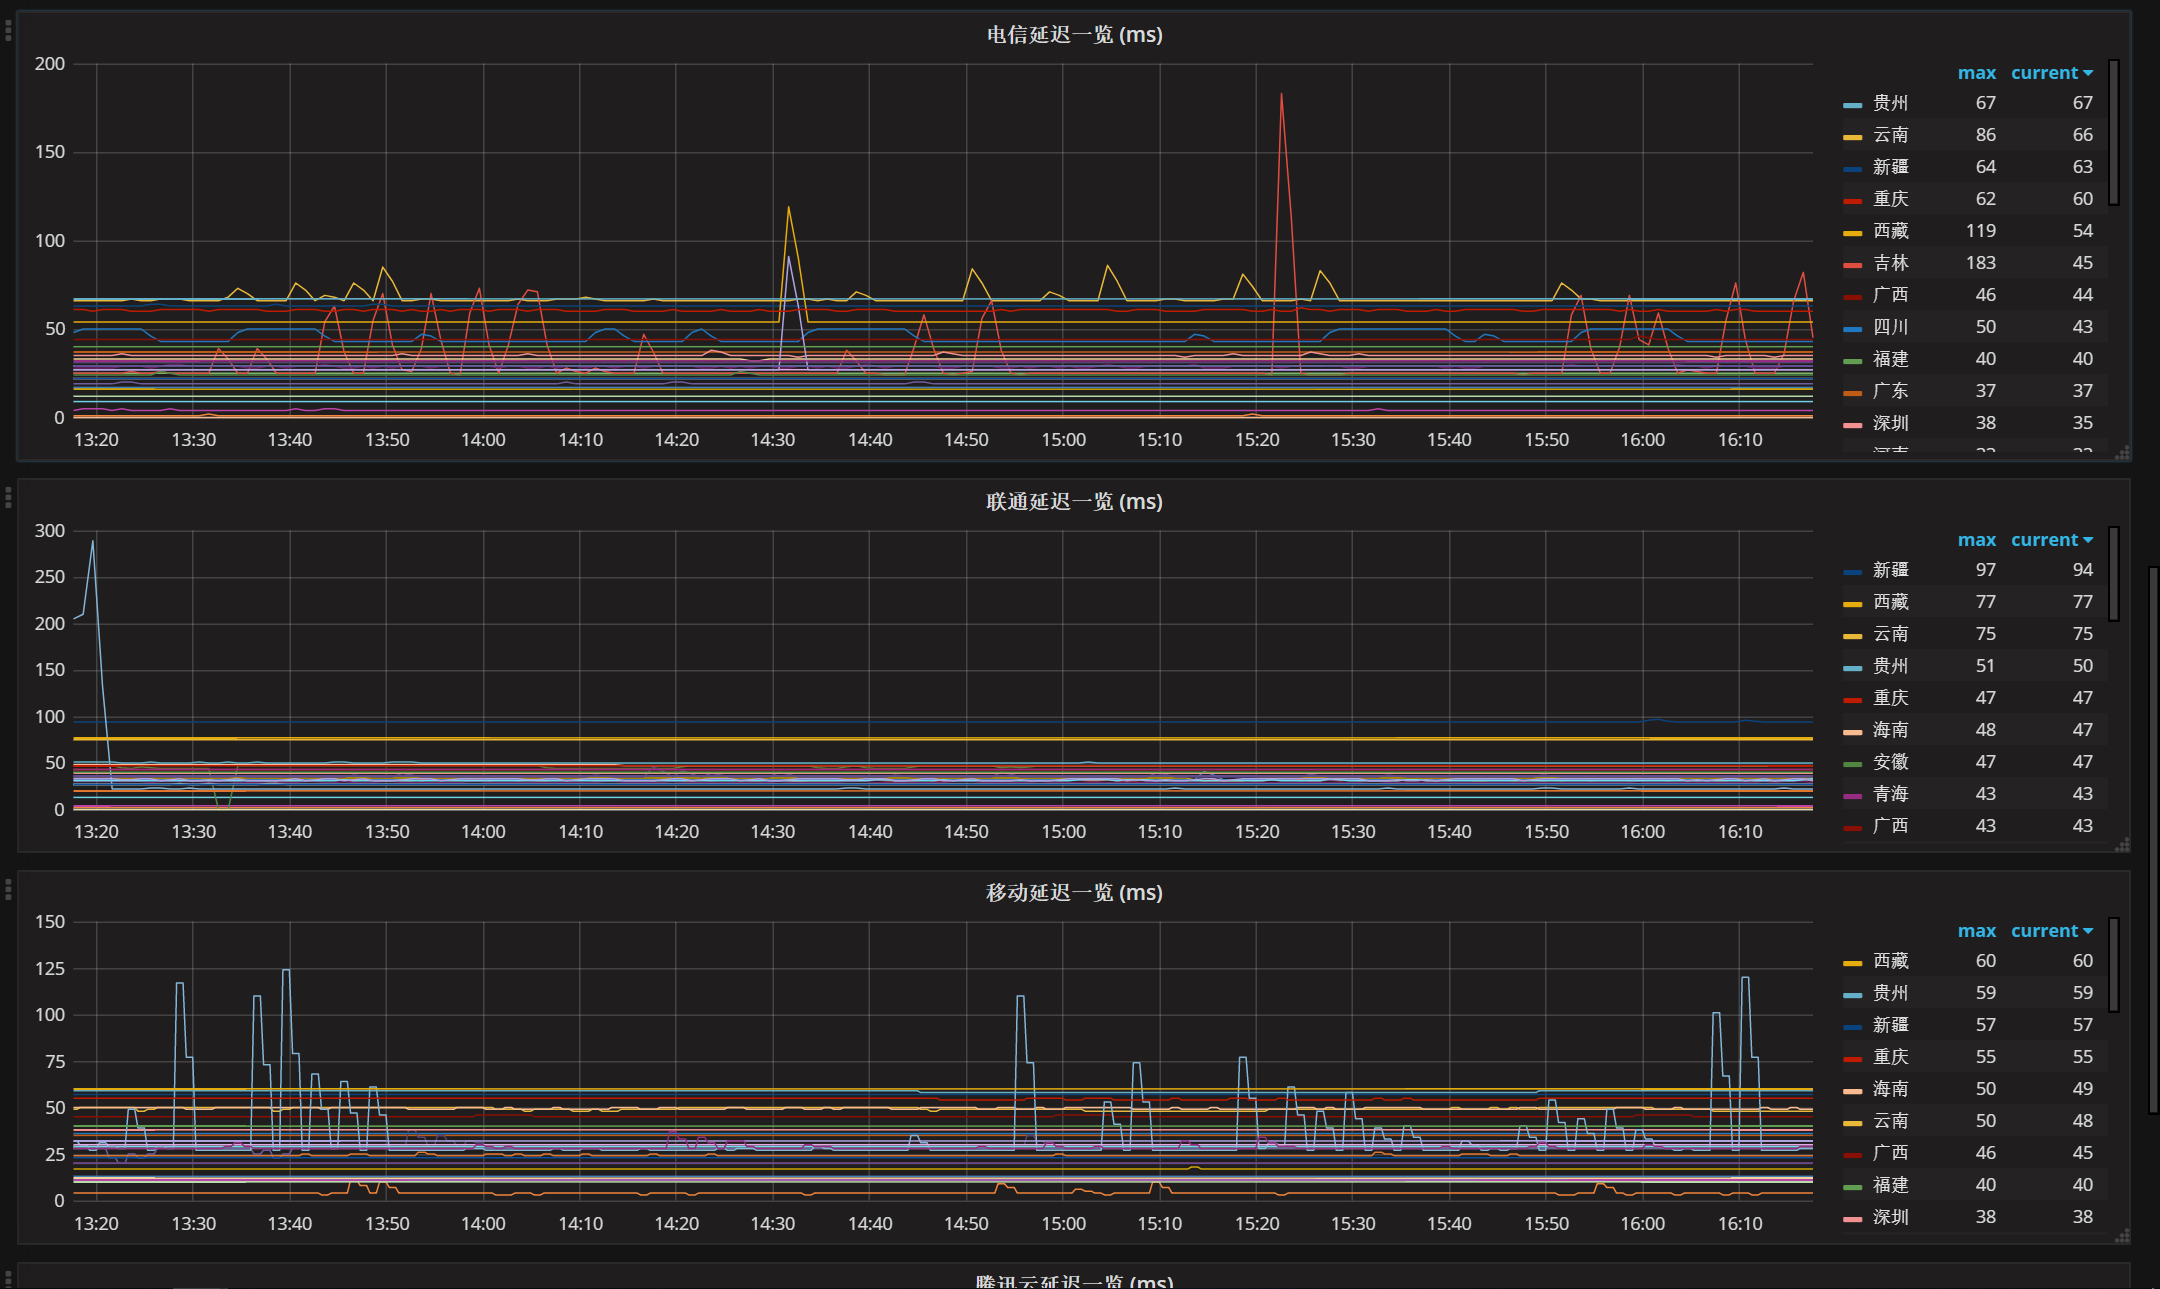 电信延迟一览 (ms)
200
150
100
50
0
13:20 13:30 13:40 13:50 14:00 14:10 14:20 14:30 14:40 14:50 15:00 15:10 15:20 15:30 15:40 15:50 16:00 16:10
max current
贵州 67 67
云南 86 66
新疆 64 63
重庆 62 60
西藏 119 54
吉林 183 45
广西 46 44
四川 50 43
福建 40 40
广东 37 37
深圳 38 35
联通延迟一览 (ms)
300
250
200
150
100
50
0
13:20 13:30 13:40 13:50 14:00 14:10 14:20 14:30 14:40 14:50 15:00 15:10 15:20 15:30 15:40 15:50 16:00 16:10
max current
新疆 97 94
西藏 77 77
云南 75 75
贵州 51 50
重庆 47 47
海南 48 47
安徽 47 47
青海 43 43
广西 43 43
移动延迟一览 (ms)
150
125
100
75
50
25
0
13:20 13:30 13:40 13:50 14:00 14:10 14:20 14:30 14:40 14:50 15:00 15:10 15:20 15:30 15:40 15:50 16:00 16:10
max current
西藏 60 60
贵州 59 59
新疆 57 57
重庆 55 55
海南 50 49
云南 50 48
广西 46 45
福建 40 40
深圳 38 38
腾讯云延迟一览 (ms)